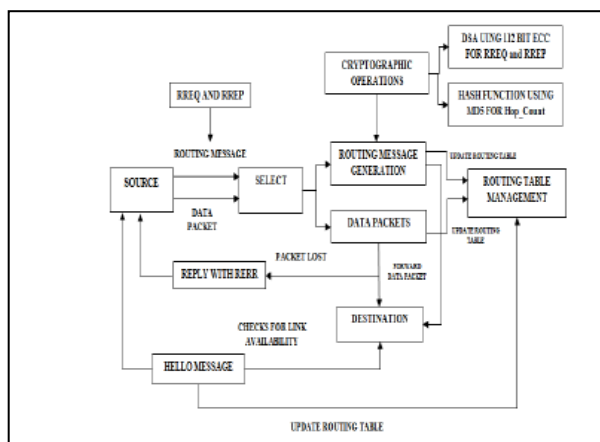 DSA UING 112 BIT ECC
FOR RREQ and RREP
CRYPTOGRAPHIC
OPERATIONS
HASH FUNCTION USING
MD5 FOR Hop_Count
RREQ AND RREP
ROUTING MESSAGE
ROUTING MESSAGE
GENERATION
UPDATE ROUTING TABLE
SOURCE
SELECT
ROUTING TABLE
MANAGEMENT
DATA
PACKET
DATA PACKETS
UPDATE ROUTING
TABLE
PACKET LOST
FORWARD
DATA PACKET
REPLY WITH RERR
DESTINATION
CHECKS FOR LINK
AVAILABILITY
HELLO MESSAGE
UPDATE ROUTING TABLE